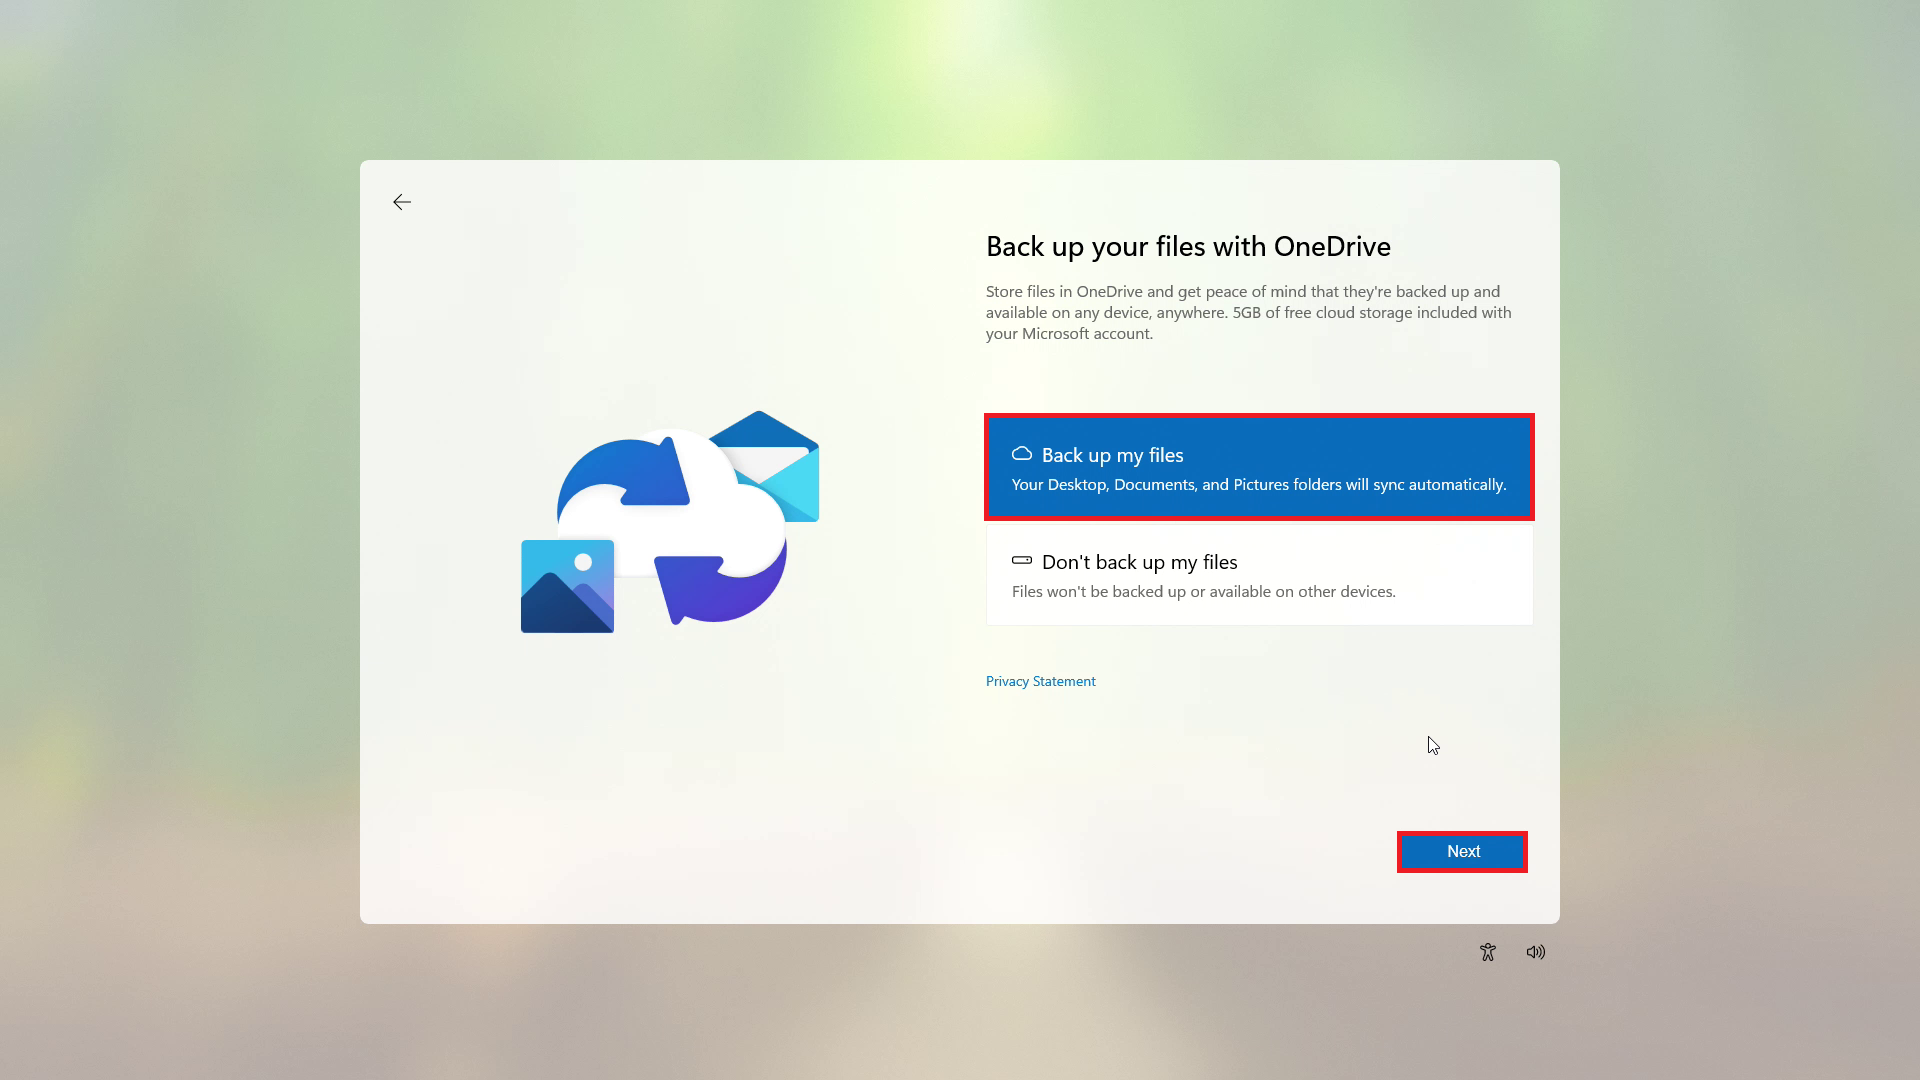 Back up your files with OneDrive
Store files in OneDrive and get peace of mind that they're backed up and
available on any device, anywhere. 5GB of free cloud storage included with
your Microsoft account.
Back up my files
Your Desktop, Documents, and Pictures folders will sync automatically.
Don't back up my files
Files won't be backed up or available on other devices.
Privacy Statement
Next